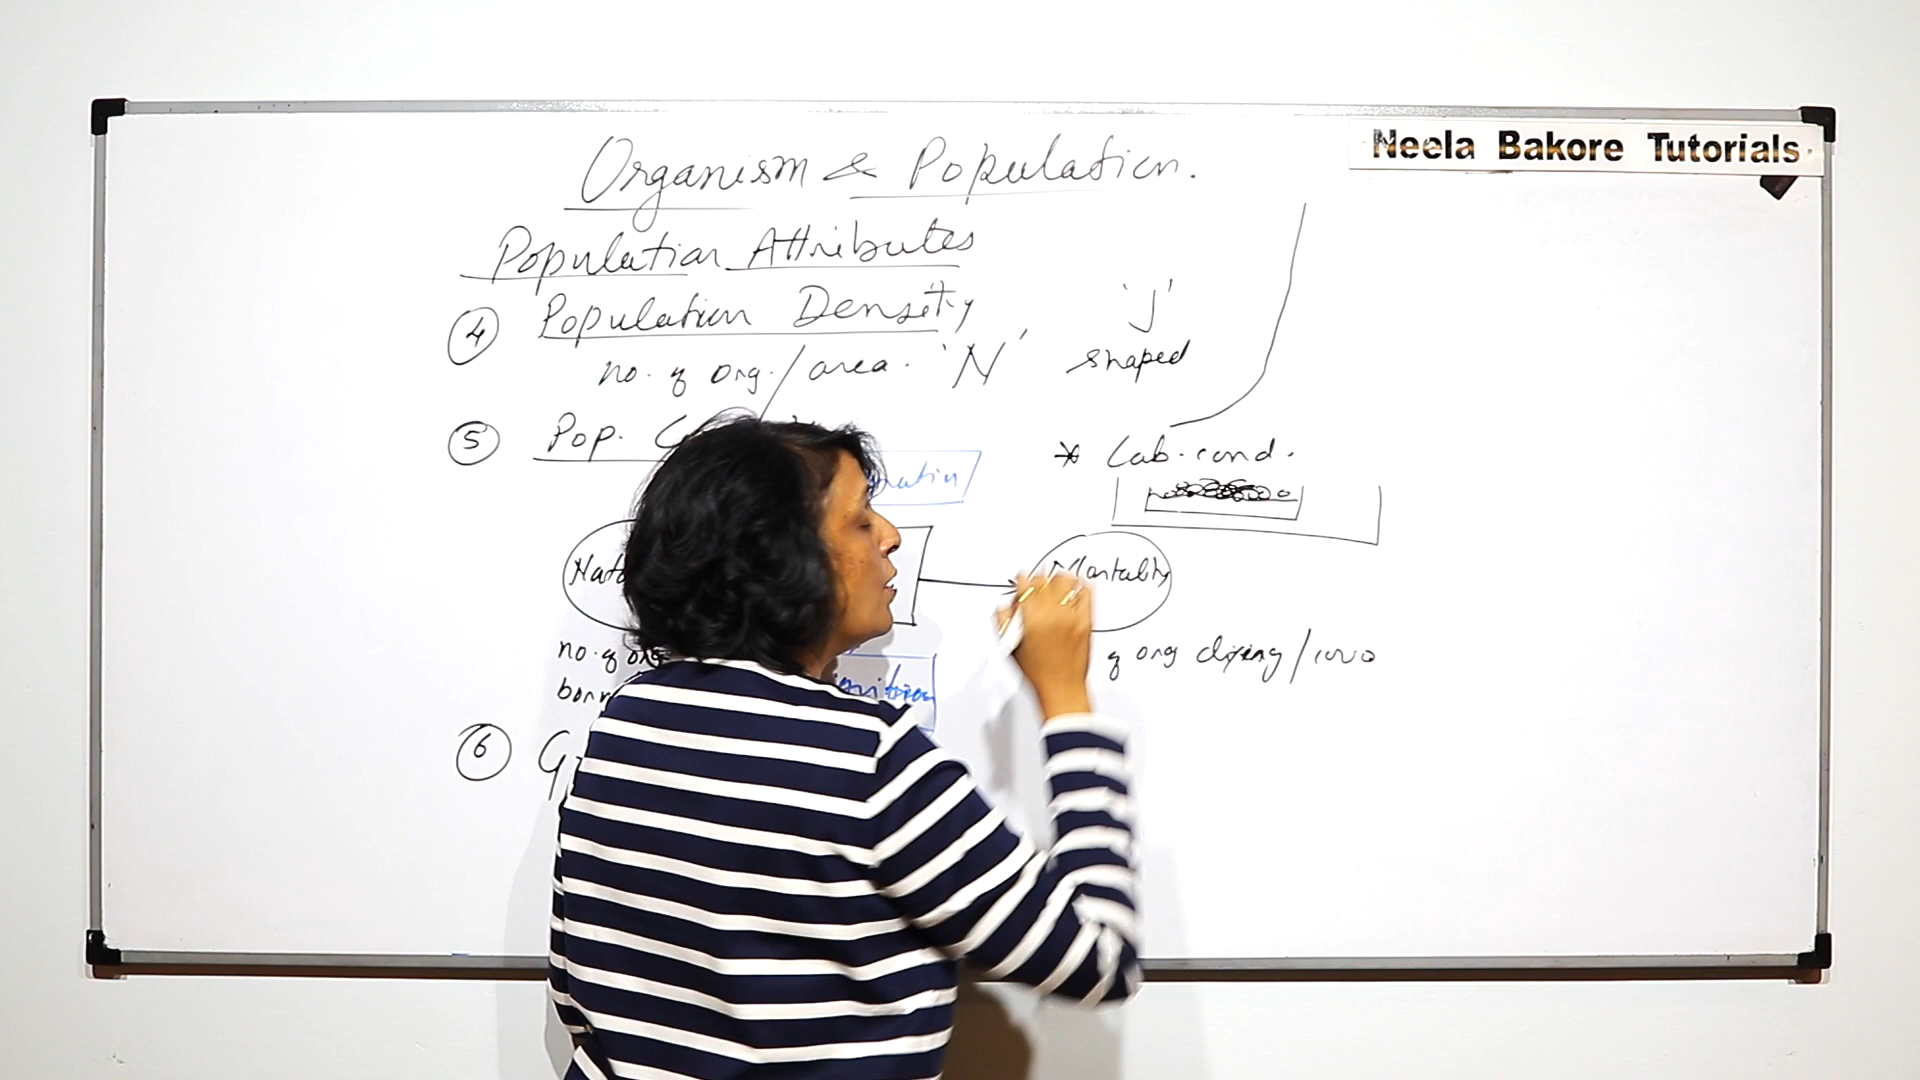 Neela Bakore Tutorials
Organism & Population.
Population Attributes
4 Population Density
no. of org. / area. 'N'
'J'
shaped
5 Pop.
* Lab. cond.
Mortality
no. of
born
of org dying / 1000
6